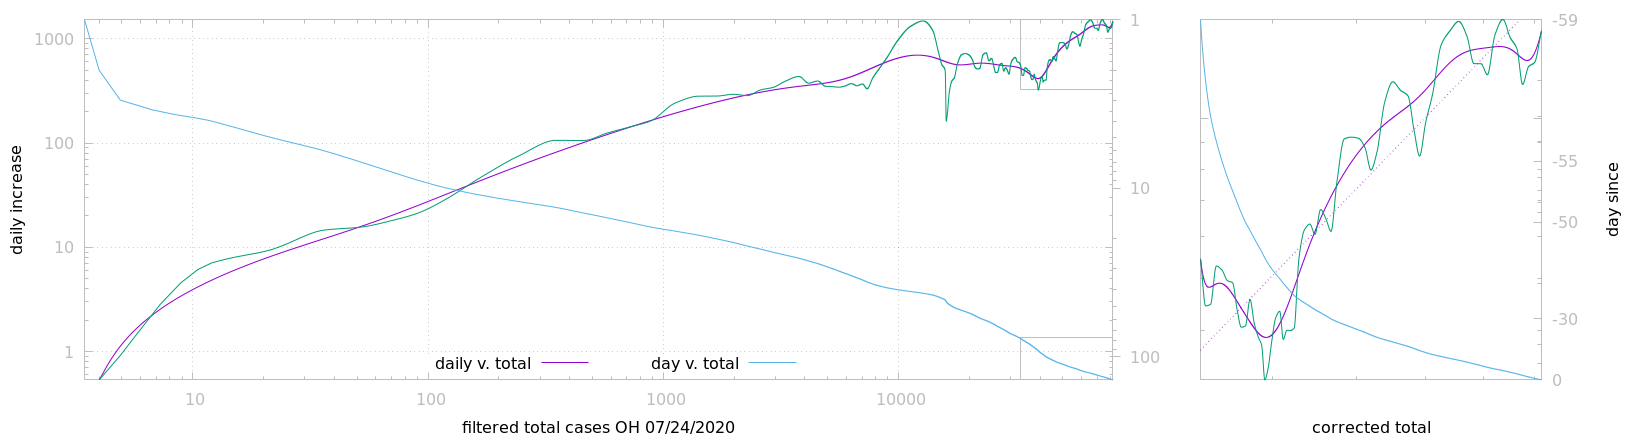 1000
100
10
1
daily increase
10
100
1000
10000
filtered total cases OH 07/24/2020
daily v. total
day v. total
1
10
100
-59
-55
-50
-30
0
day since
corrected total